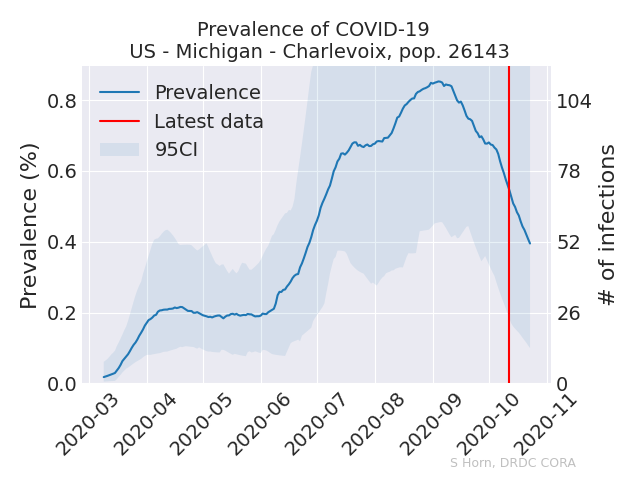 Prevalence of COVID-19
US - Michigan - Charlevoix, pop. 26143
Prevalence
Latest data
95CI
Prevalence (%)
0.8
0.6
0.4
0.2
0.0
104
78
52
26
0
# of infections
2020-03
2020-04
2020-05
2020-06
2020-07
2020-08
2020-09
2020-10
2020-11
S Horn, DRDC CORA